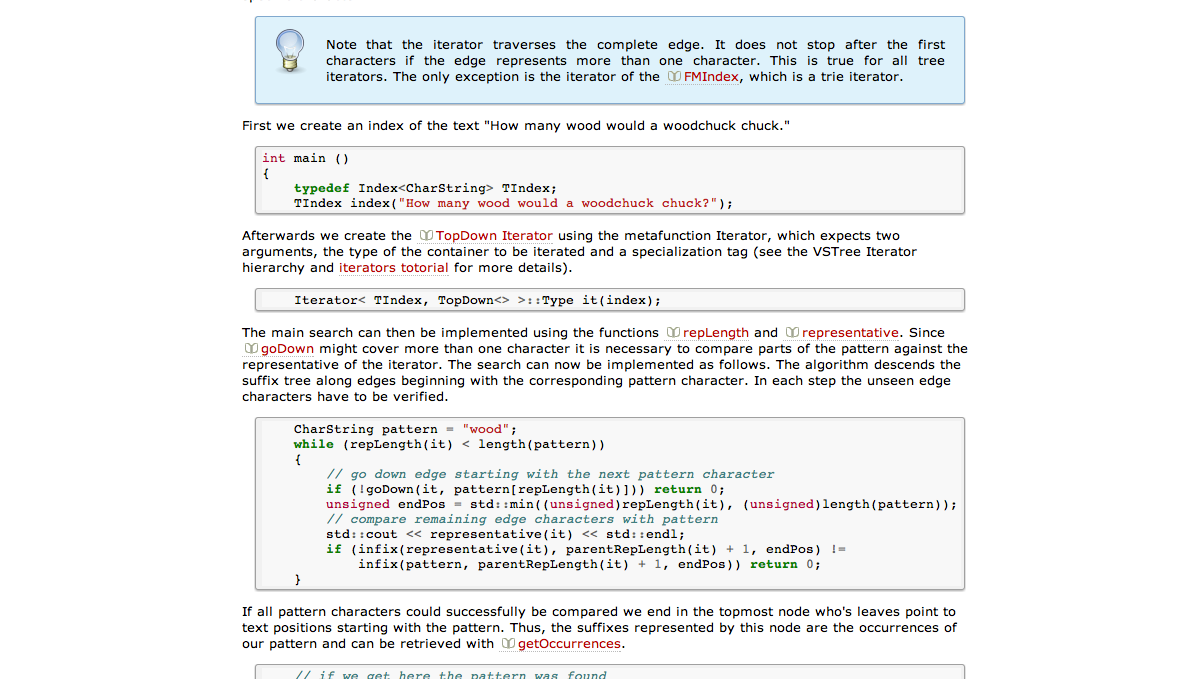 Note that the iterator traverses the complete edge. It does not stop after the first
characters if the edge represents more than one character. This is true for all tree
iterators. The only exception is the iterator of the FMIndex, which is a trie iterator.
First we create an index of the text "How many wood would a woodchuck chuck."
int main ()
{
    typedef Index<CharString> TIndex;
    TIndex index("How many wood would a woodchuck chuck?");
Afterwards we create the TopDown Iterator using the metafunction Iterator, which expects two
arguments, the type of the container to be iterated and a specialization tag (see the VSTree Iterator
hierarchy and iterators totorial for more details).
    Iterator< TIndex, TopDown<> >::Type it(index);
The main search can then be implemented using the functions repLength and representative. Since
goDown might cover more than one character it is necessary to compare parts of the pattern against the
representative of the iterator. The search can now be implemented as follows. The algorithm descends the
suffix tree along edges beginning with the corresponding pattern character. In each step the unseen edge
characters have to be verified.
    CharString pattern = "wood";
    while (repLength(it) < length(pattern))
    {
        // go down edge starting with the next pattern character
        if (!goDown(it, pattern[repLength(it)])) return 0;
        unsigned endPos = std::min((unsigned)repLength(it), (unsigned)length(pattern));
        // compare remaining edge characters with pattern
        std::cout << representative(it) << std::endl;
        if (infix(representative(it), parentRepLength(it) + 1, endPos) !=
            infix(pattern, parentRepLength(it) + 1, endPos)) return 0;
    }
If all pattern characters could successfully be compared we end in the topmost node who's leaves point to
text positions starting with the pattern. Thus, the suffixes represented by this node are the occurrences of
our pattern and can be retrieved with getOccurrences.
    // if we get here the pattern was found